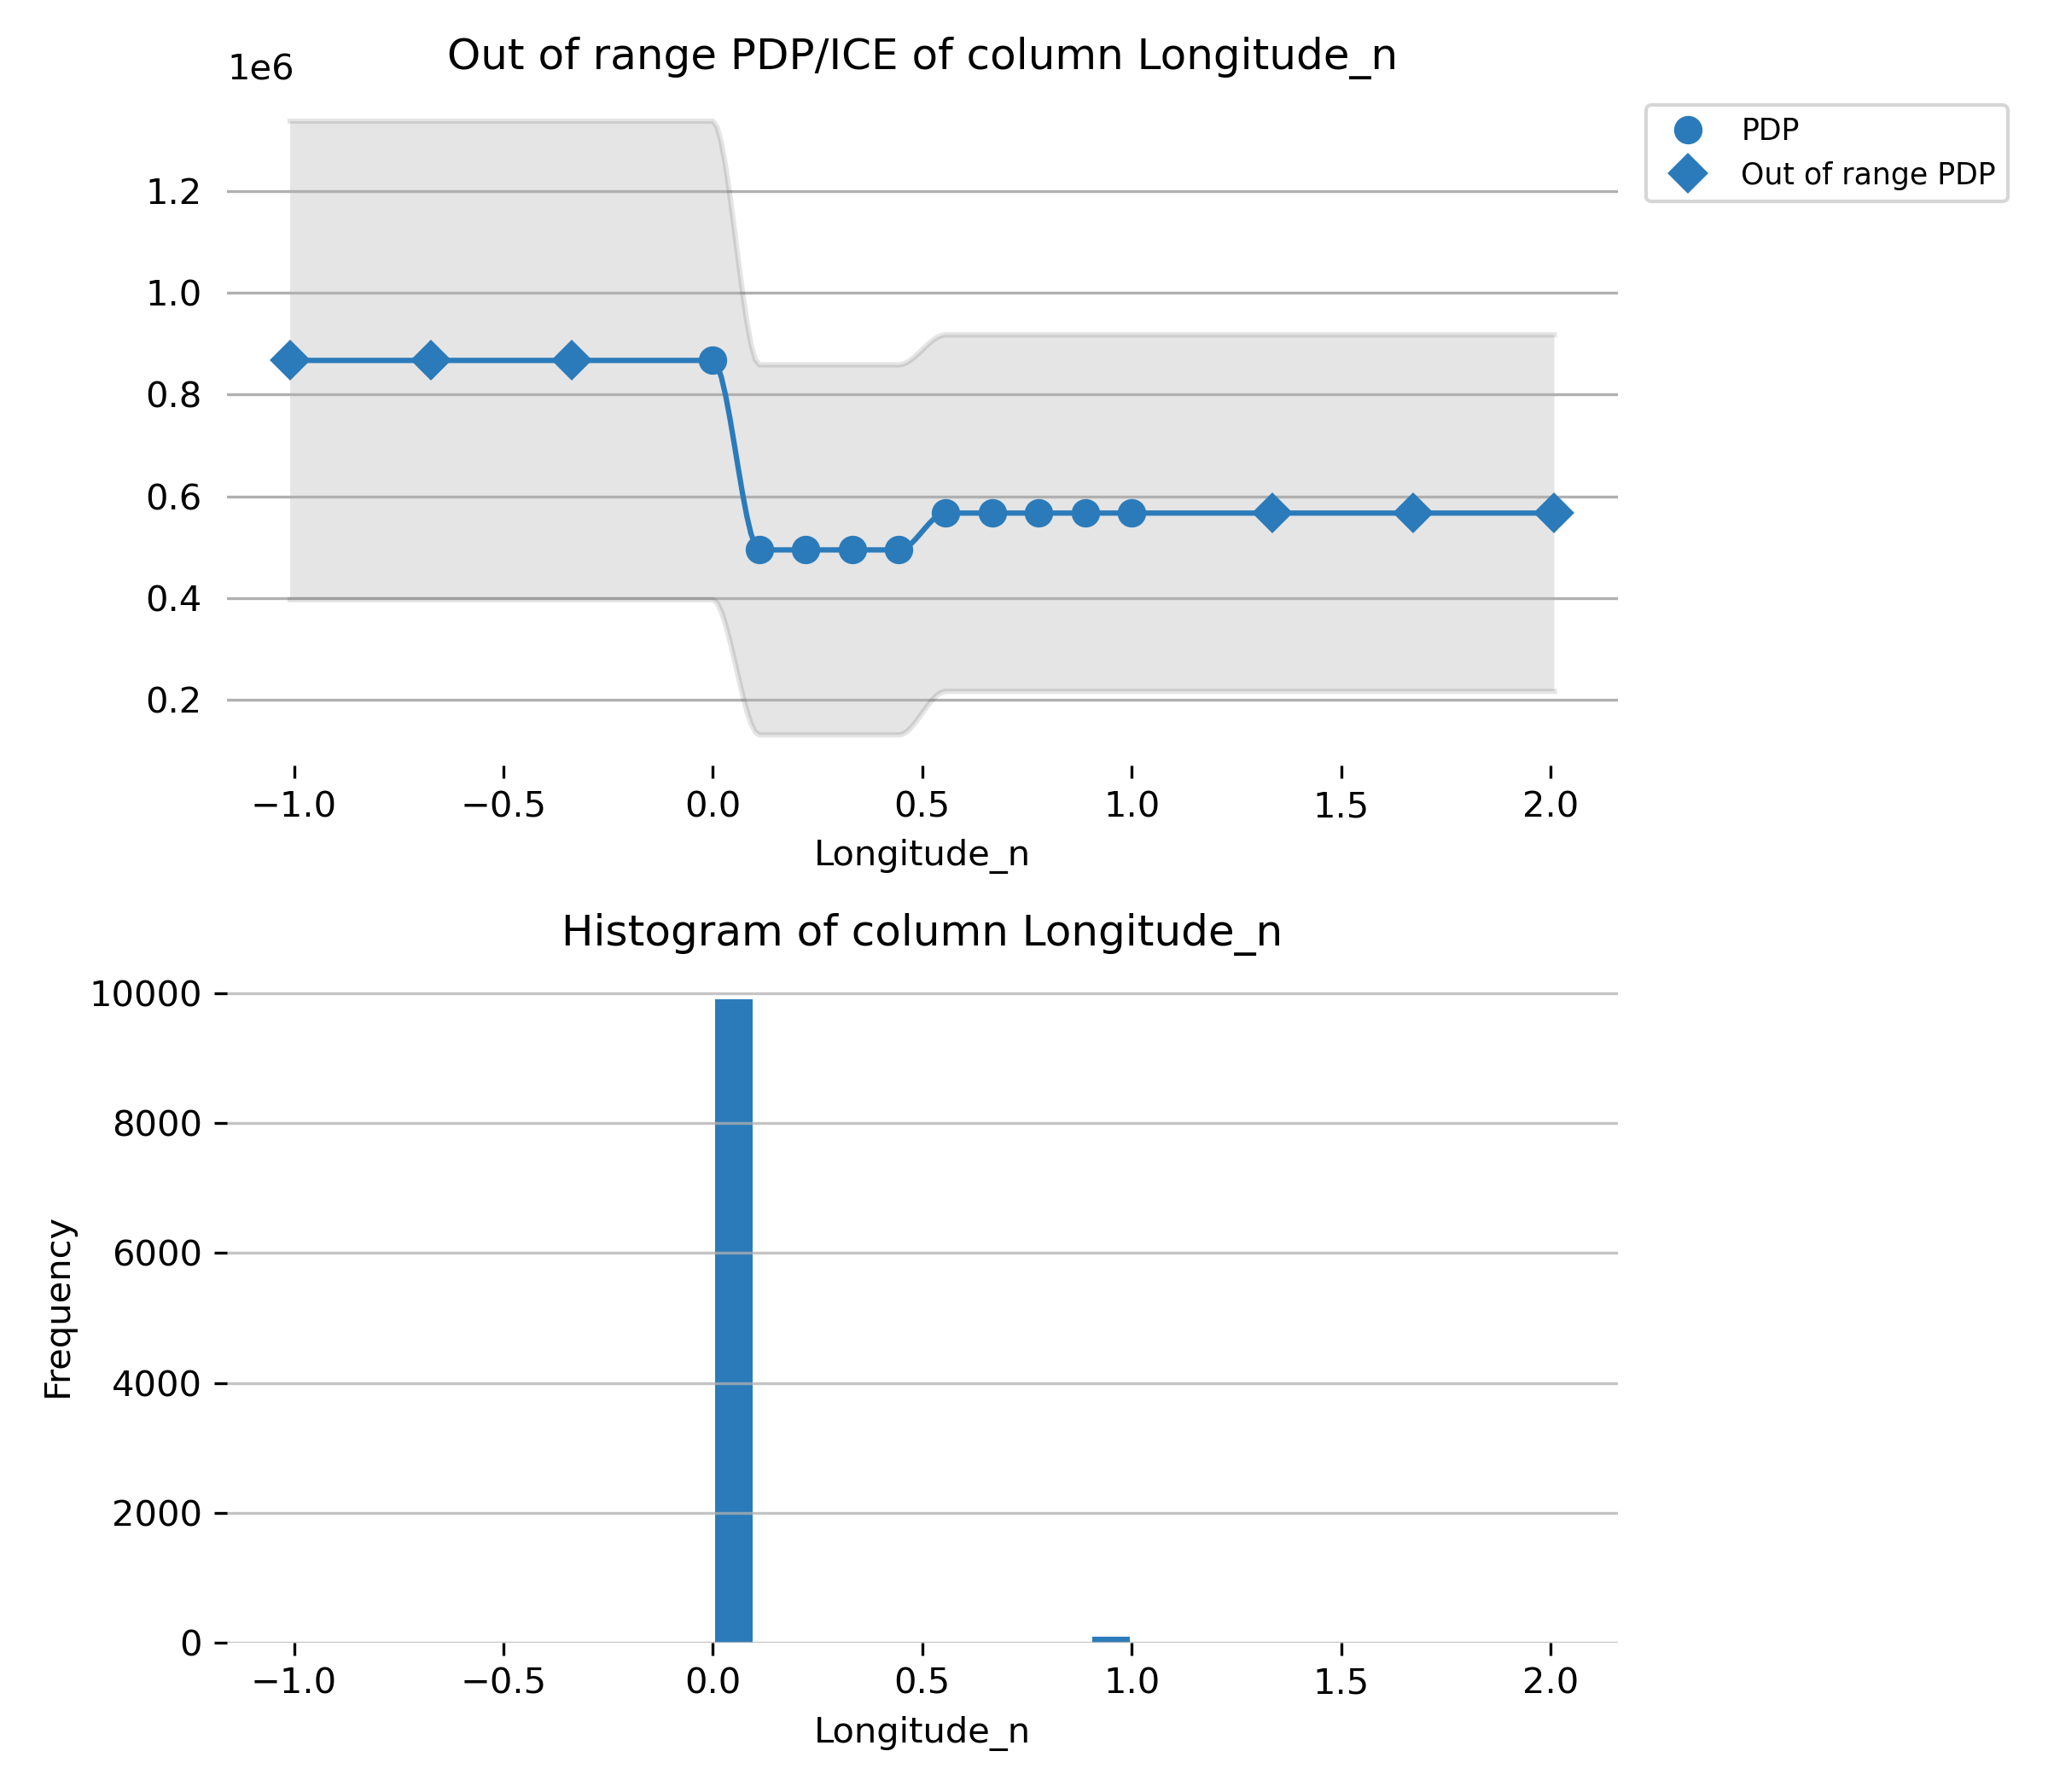 Out of range PDP/ICE of column Longitude_n
1e6
PDP
Out of range PDP
1.2
1.0
0.8
0.6
0.4
0.2
−1.0 −0.5 0.0 0.5 1.0 1.5 2.0
Longitude_n
Histogram of column Longitude_n
10000
8000
6000
4000
2000
0
Frequency
−1.0 −0.5 0.0 0.5 1.0 1.5 2.0
Longitude_n